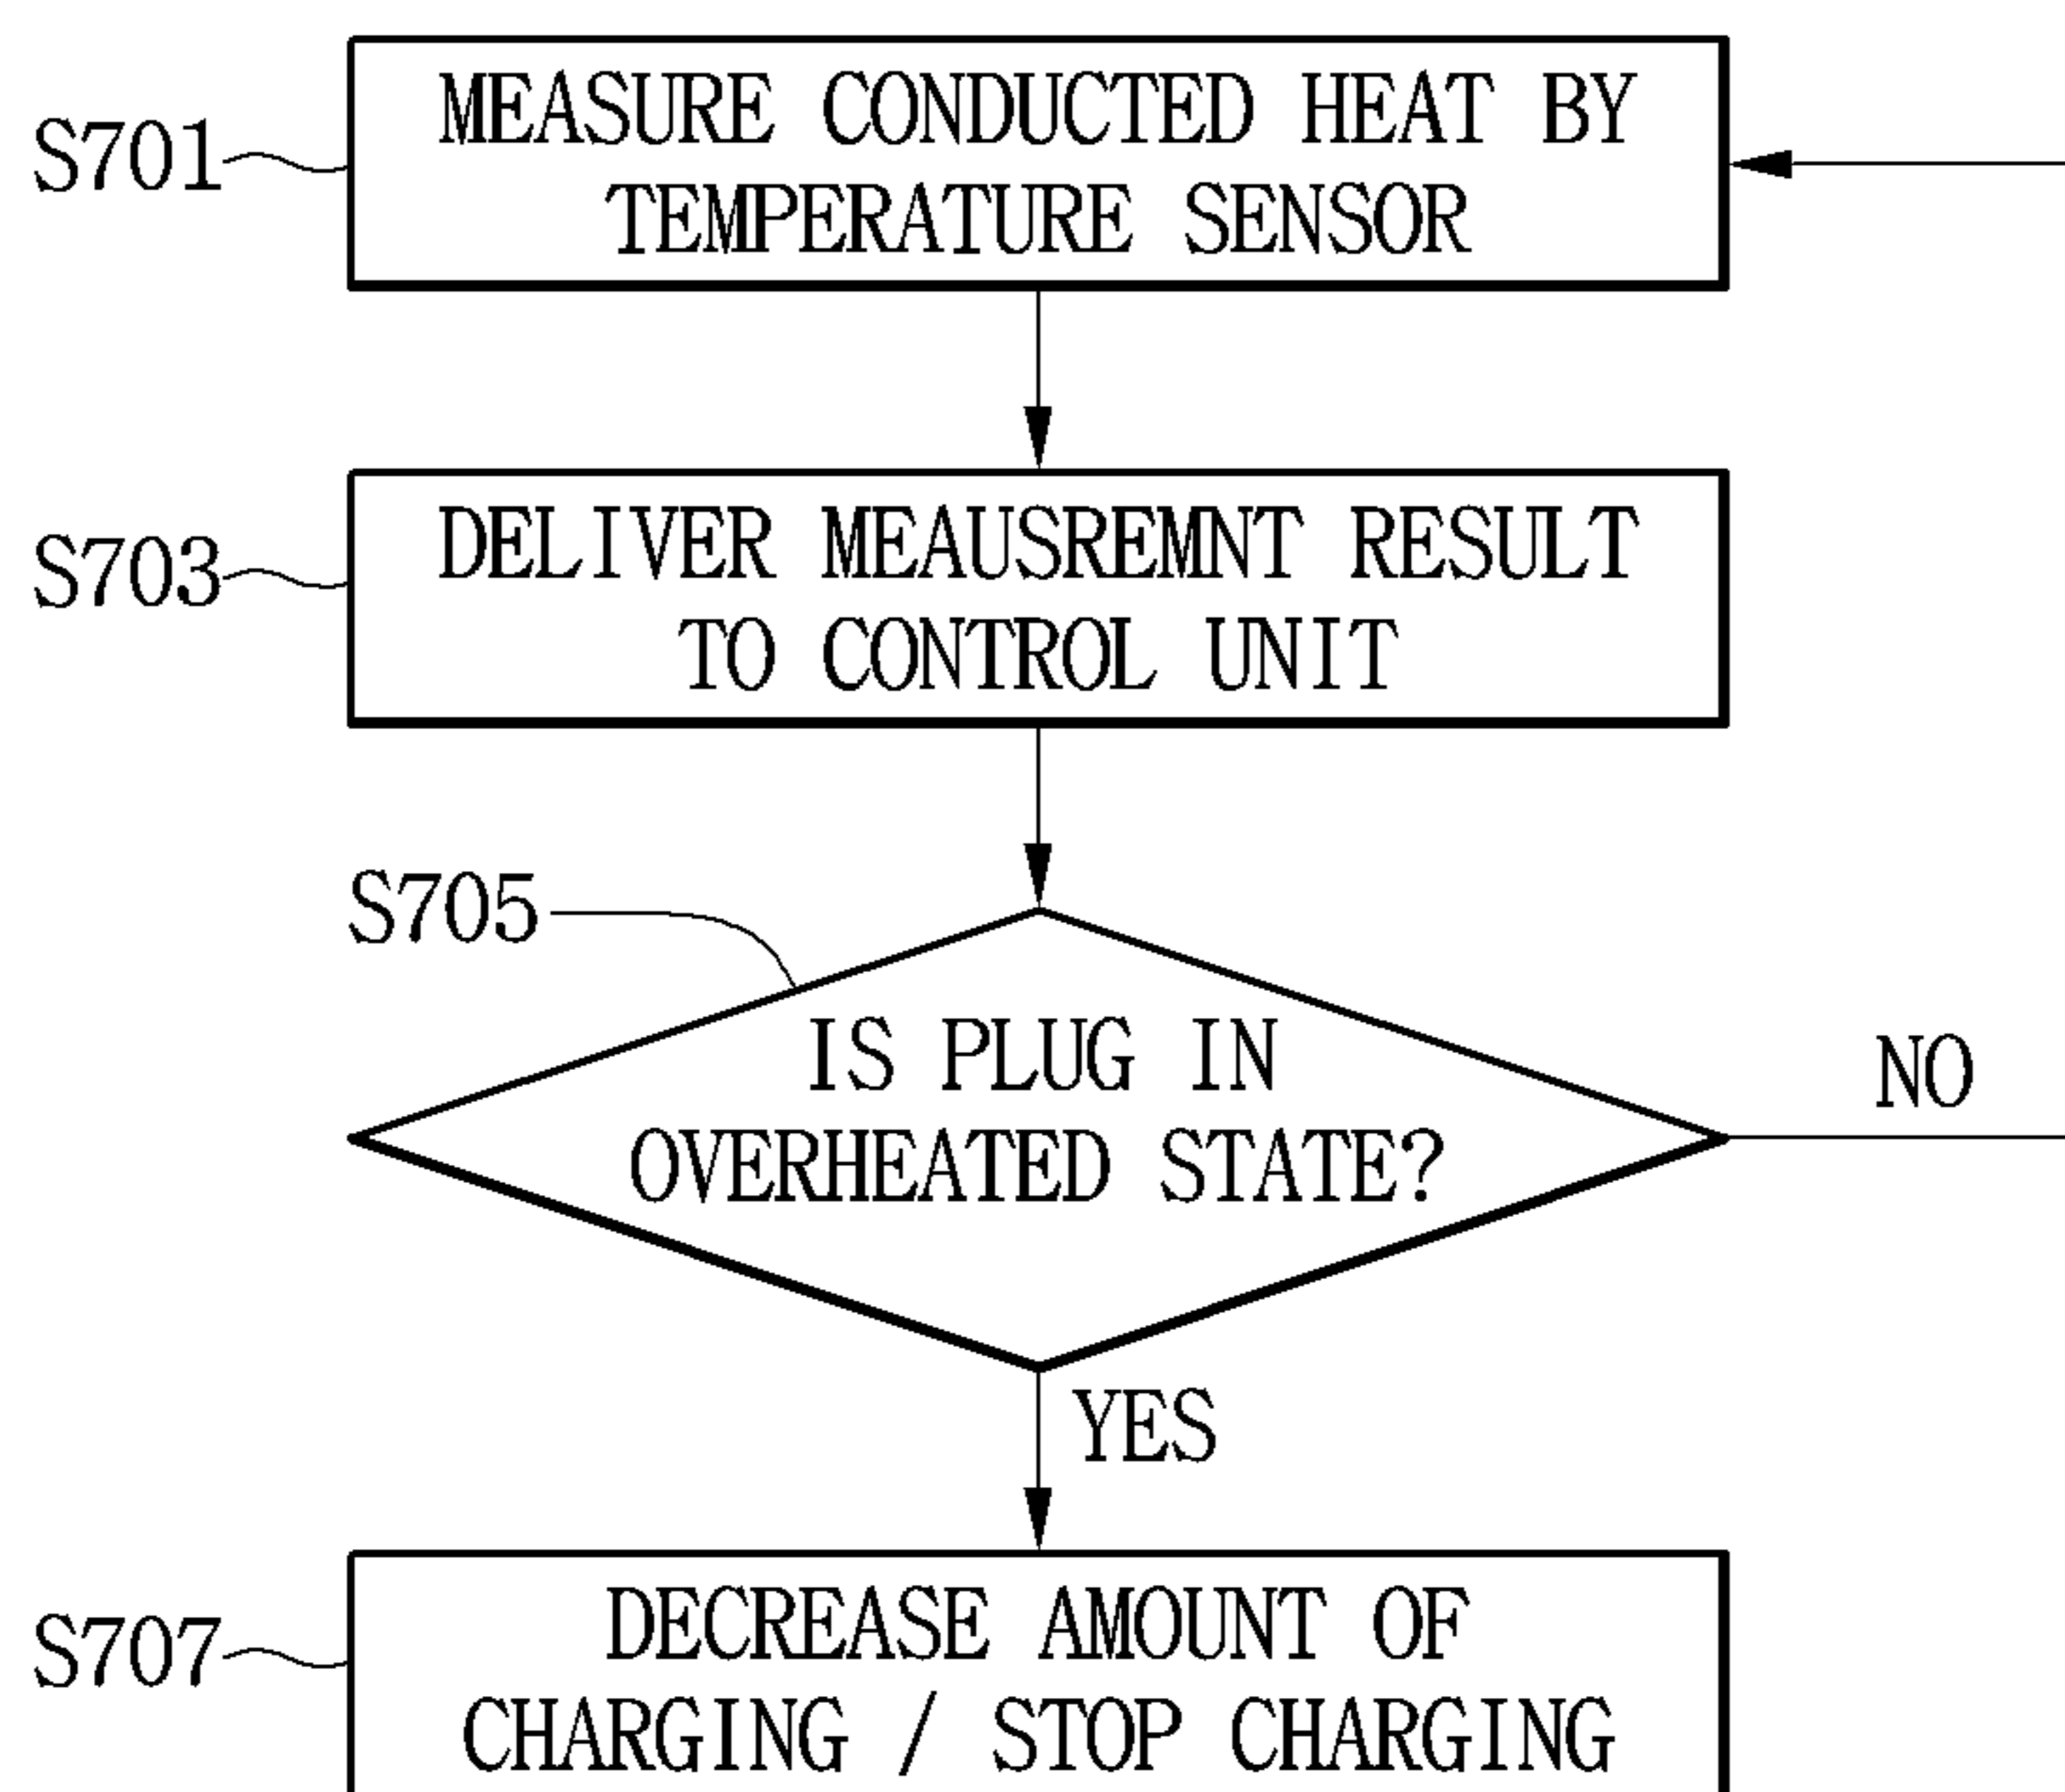 S701
MEASURE CONDUCTED HEAT BY
TEMPERATURE SENSOR
S703
DELIVER MEAUSREMNT RESULT
TO CONTROL UNIT
S705
IS PLUG IN
OVERHEATED STATE?
NO
YES
S707
DECREASE AMOUNT OF
CHARGING / STOP CHARGING